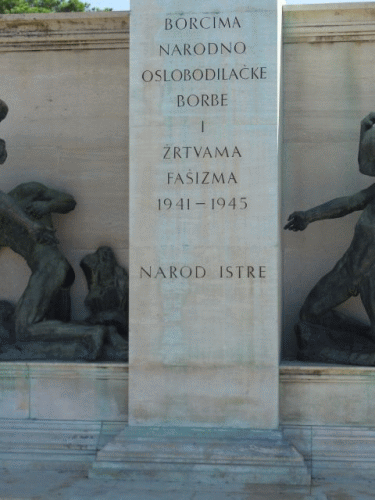 BORCIMA
NARODNO
OSLOBODILAČKE
BORBE
I
ŽRTVAMA
FAŠIZMA
1941–1945
NAROD ISTRE